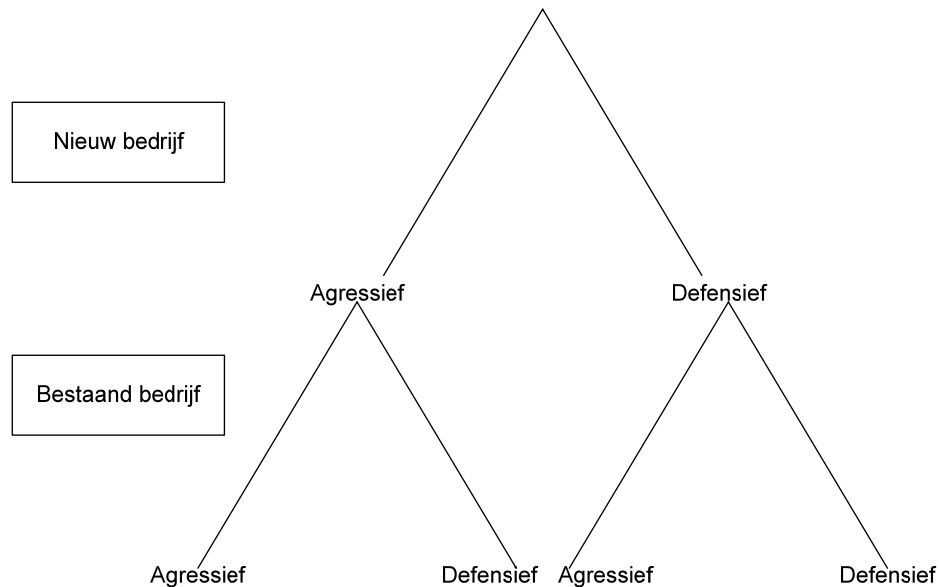 Nieuw bedrijf
Agressief
Defensief
Bestaand bedrijf
Agressief
Defensief
Agressief
Defensief